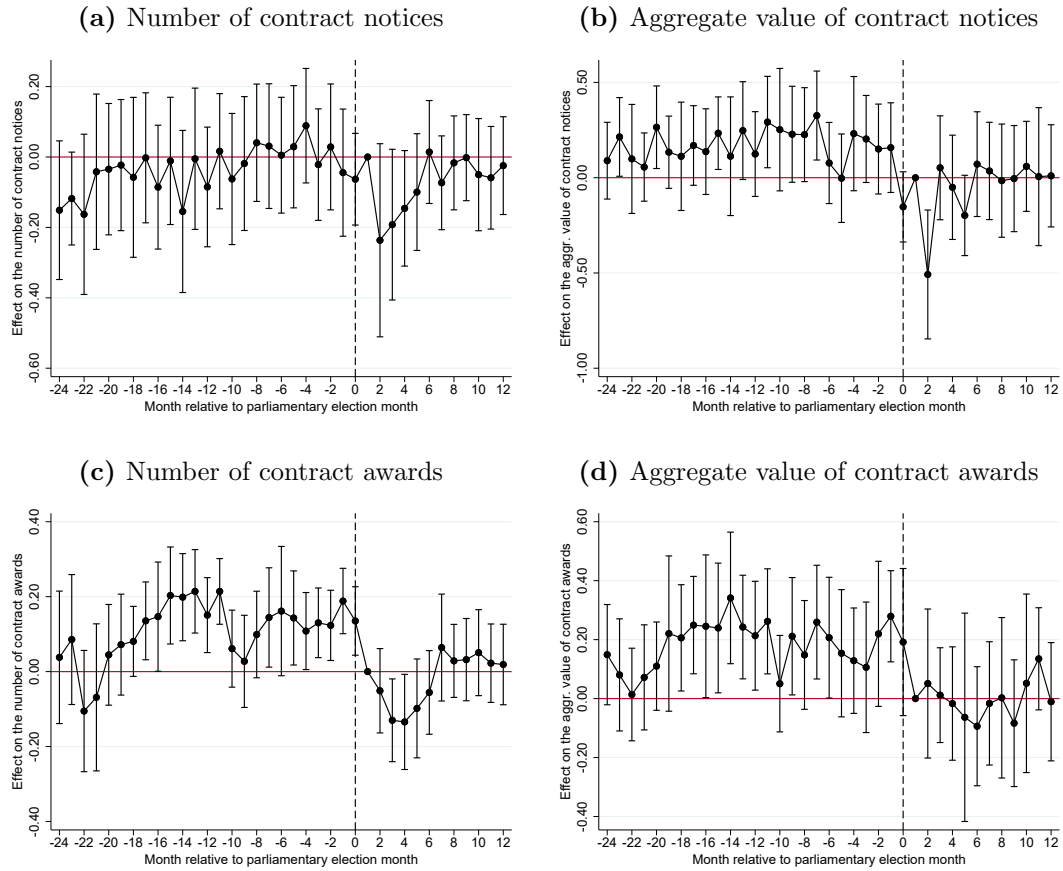 (a) Number of contract notices
Effect on the number of contract notices
0.20
0.00
-0.20
-0.40
-0.60
-24 -22 -20 -18 -16 -14 -12 -10 -8 -6 -4 -2 0 2 4 6 8 10 12
Month relative to parliamentary election month
(b) Aggregate value of contract notices
Effect on the aggr. value of contract notices
0.50
0.00
-0.50
-1.00
-24 -22 -20 -18 -16 -14 -12 -10 -8 -6 -4 -2 0 2 4 6 8 10 12
Month relative to parliamentary election month
(c) Number of contract awards
Effect on the number of contract awards
0.40
0.20
0.00
-0.20
-0.40
-24 -22 -20 -18 -16 -14 -12 -10 -8 -6 -4 -2 0 2 4 6 8 10 12
Month relative to parliamentary election month
(d) Aggregate value of contract awards
Effect on the aggr. value of contract awards
0.60
0.40
0.20
0.00
-0.20
-0.40
-24 -22 -20 -18 -16 -14 -12 -10 -8 -6 -4 -2 0 2 4 6 8 10 12
Month relative to parliamentary election month